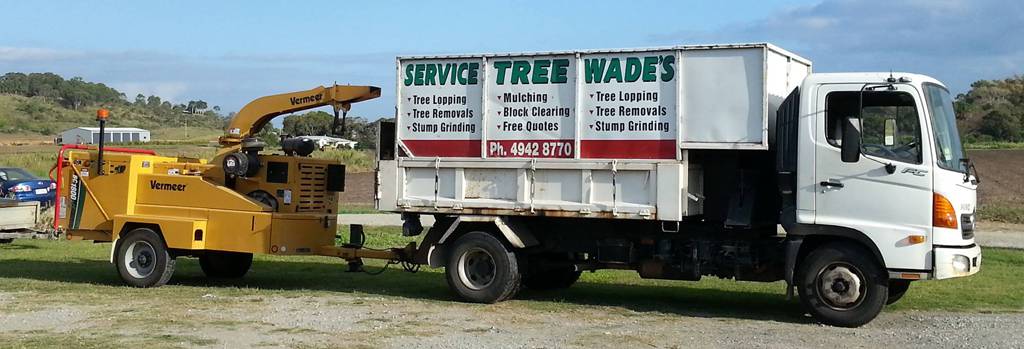 SERVICE TREE WADE'S
Tree Lopping
Tree Removals
Stump Grinding
Mulching
Block Clearing
Free Quotes
Ph. 4942 8770
Tree Lopping
Tree Removals
Stump Grinding
Vermeer
Vermeer